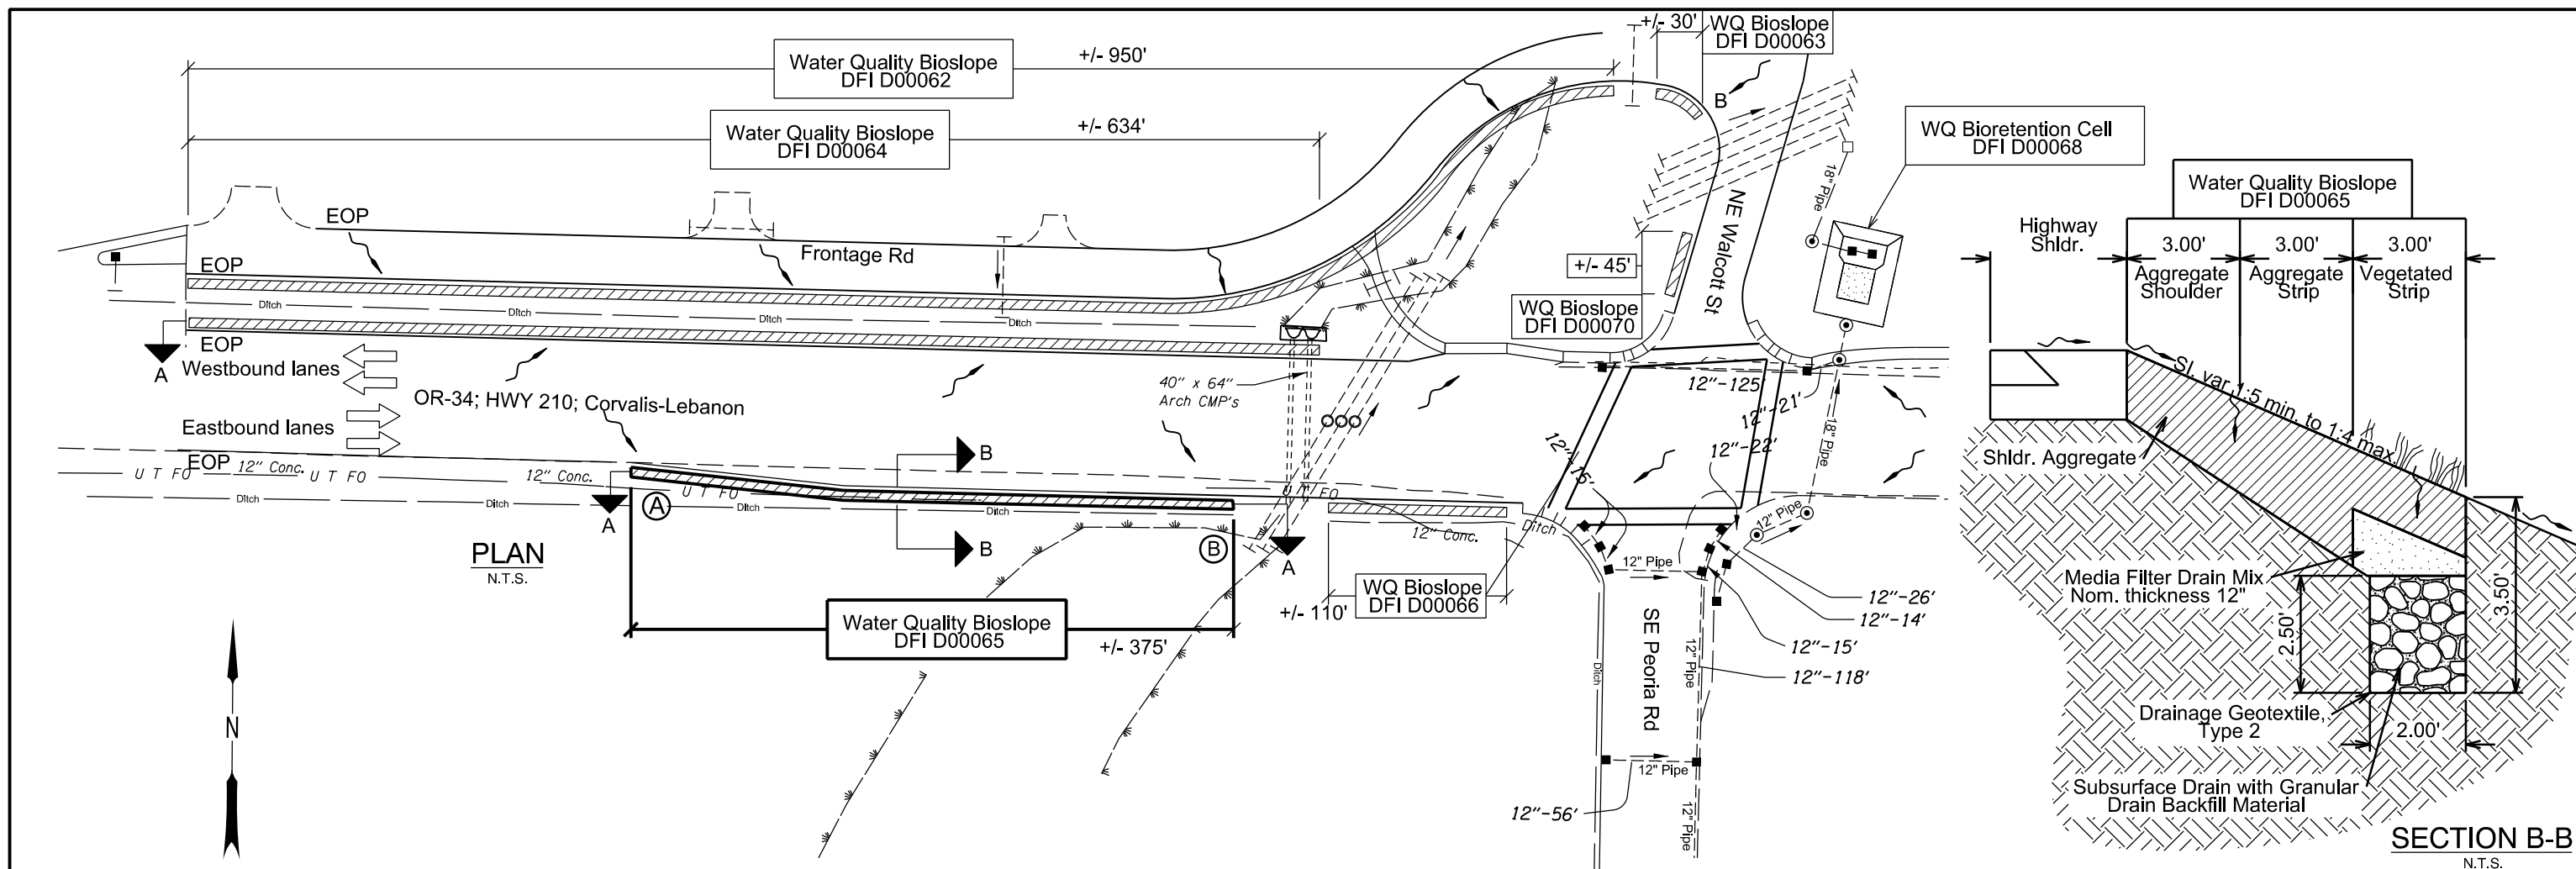 Water Quality Bioslope
DFI D00062
+/- 950'
+/- 30'
WQ Bioslope
DFI D00063
Water Quality Bioslope
DFI D00064
+/- 634'
B
WQ Bioretention Cell
DFI D00068
18" Pipe
EOP
Frontage Rd
EOP
Ditch
Ditch
Ditch
Ditch
A
EOP
Westbound lanes
OR-34; HWY 210; Corvalis-Lebanon
Eastbound lanes
EOP
U T FO
12" Conc.
U T FO
12" Conc.
U T FO
U T FO
Ditch
Ditch
Ditch
Ditch
A
A
B
B
B
A
40" x 64"
Arch CMP's
+/- 45'
WQ Bioslope
DFI D00070
NE Walcott St
12"-125'
12"-21'
12"-22'
12"-15'
18" Pipe
12" Pipe
12" Conc.
Ditch
PLAN
N.T.S.
Water Quality Bioslope
DFI D00065
+/- 375'
+/- 110'
WQ Bioslope
DFI D00066
12" Pipe
12"-26'
12"-14'
12"-15'
12"-118'
SE Peoria Rd
Ditch
12" Pipe
12" Pipe
12" Pipe
12"-56'
N
Water Quality Bioslope
DFI D00065
Highway
Shldr.
3.00'
3.00'
3.00'
Aggregate
Shoulder
Aggregate
Strip
Vegetated
Strip
Sl. var. 1:5 min. to 1:4 max.
Shldr. Aggregate
Media Filter Drain Mix
Nom. thickness 12"
2.50'
3.50'
Drainage Geotextile,
Type 2
2.00'
Subsurface Drain with Granular
Drain Backfill Material
SECTION B-B
N.T.S.